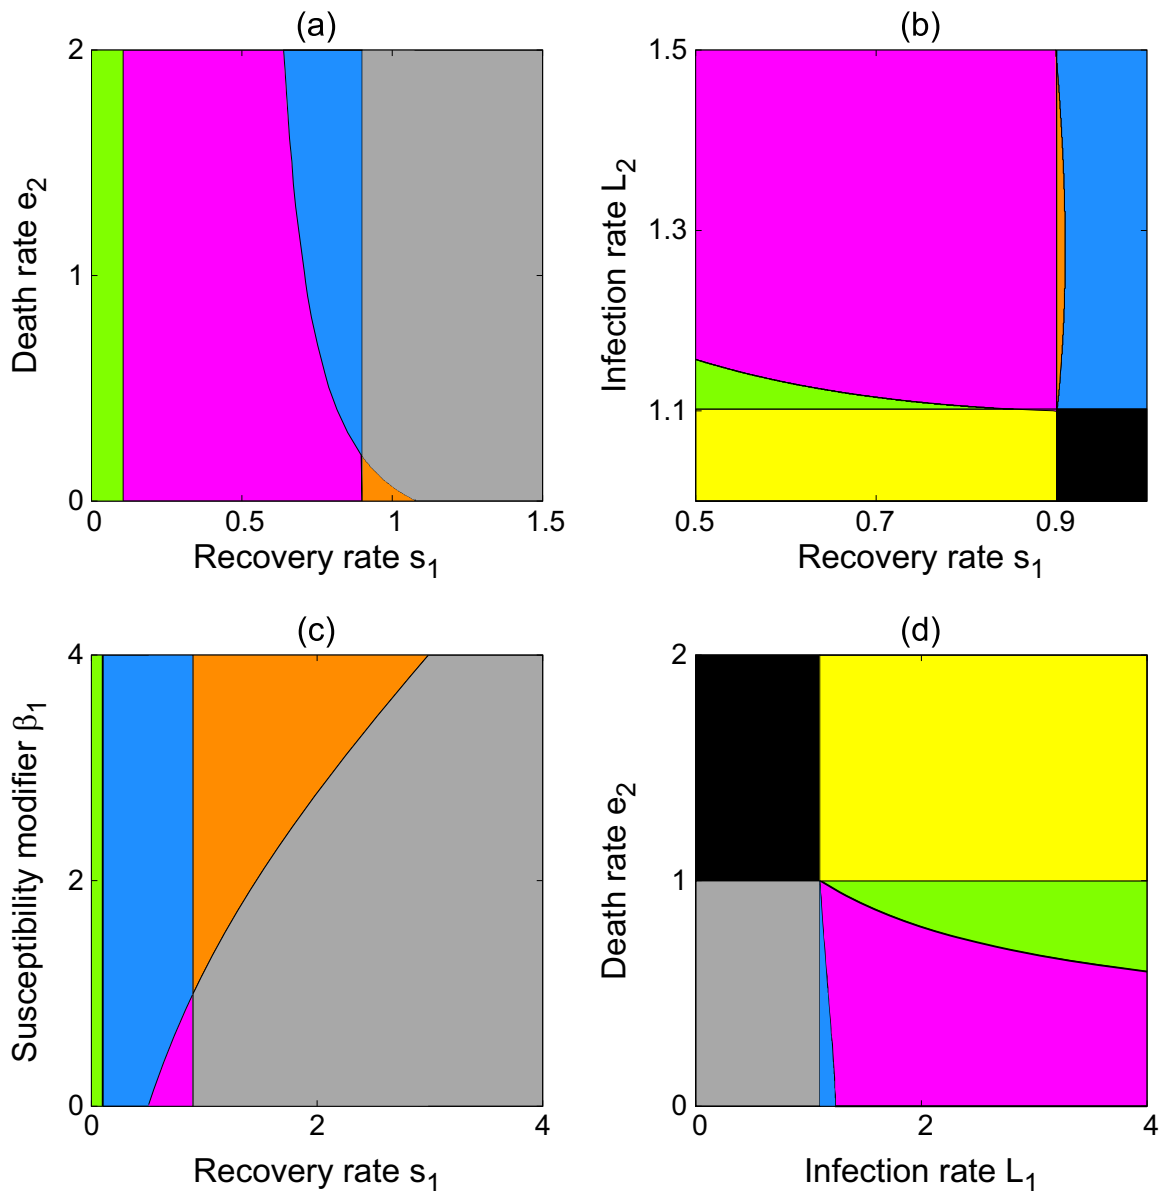 (a)
2
1
0
Death rate e2
0 0.5 1 1.5
Recovery rate s1
(b)
1.5
1.3
1.1
Infection rate L2
0.5 0.7 0.9
Recovery rate s1
(c)
4
2
0
Susceptibility modifier β1
0 2 4
Recovery rate s1
(d)
2
1
0
Death rate e2
0 2 4
Infection rate L1